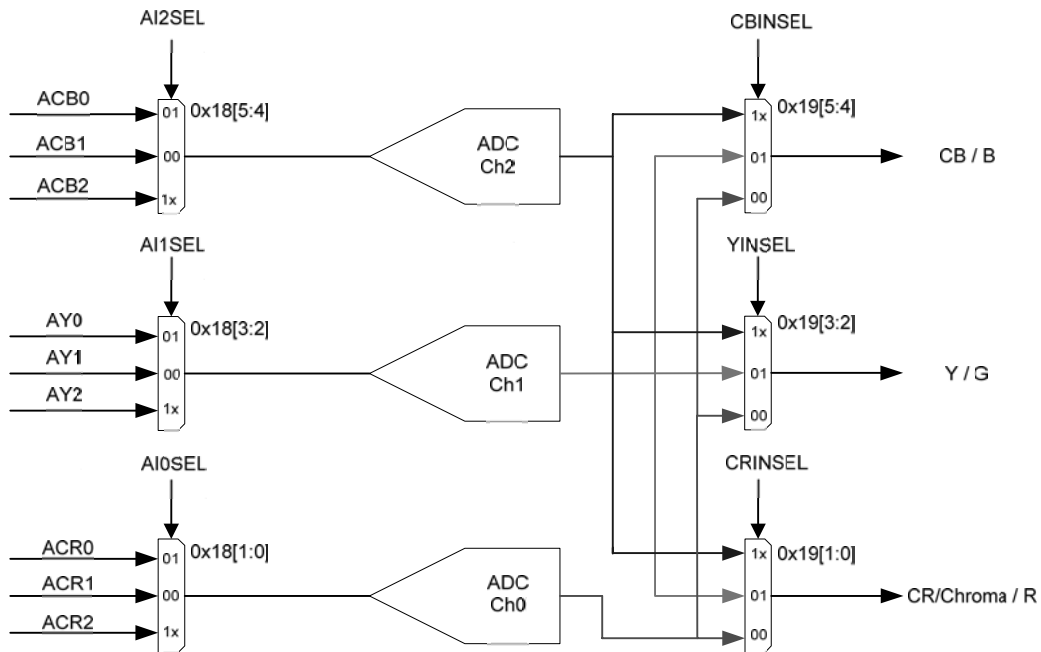 AI2SEL
CBINSEL
ACB0
01
0x18[5:4]
1x
0x19[5:4]
ACB1
00
ADC
Ch2
01
CB / B
ACB2
1x
00
AI1SEL
YINSEL
AY0
01
0x18[3:2]
1x
0x19[3:2]
AY1
00
ADC
Ch1
01
Y / G
AY2
1x
00
AI0SEL
CRINSEL
ACR0
01
0x18[1:0]
1x
0x19[1:0]
ACR1
00
ADC
Ch0
01
CR/Chroma / R
ACR2
1x
00